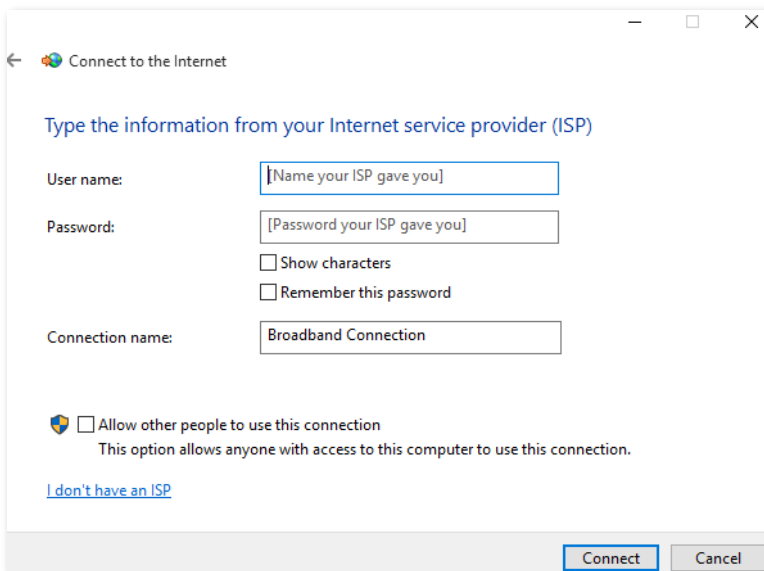 Connect to the Internet
Type the information from your Internet service provider (ISP)
User name:
[Name your ISP gave you]
Password:
[Password your ISP gave you]
Show characters
Remember this password
Connection name:
Broadband Connection
Allow other people to use this connection
This option allows anyone with access to this computer to use this connection.
I don't have an ISP
Connect
Cancel